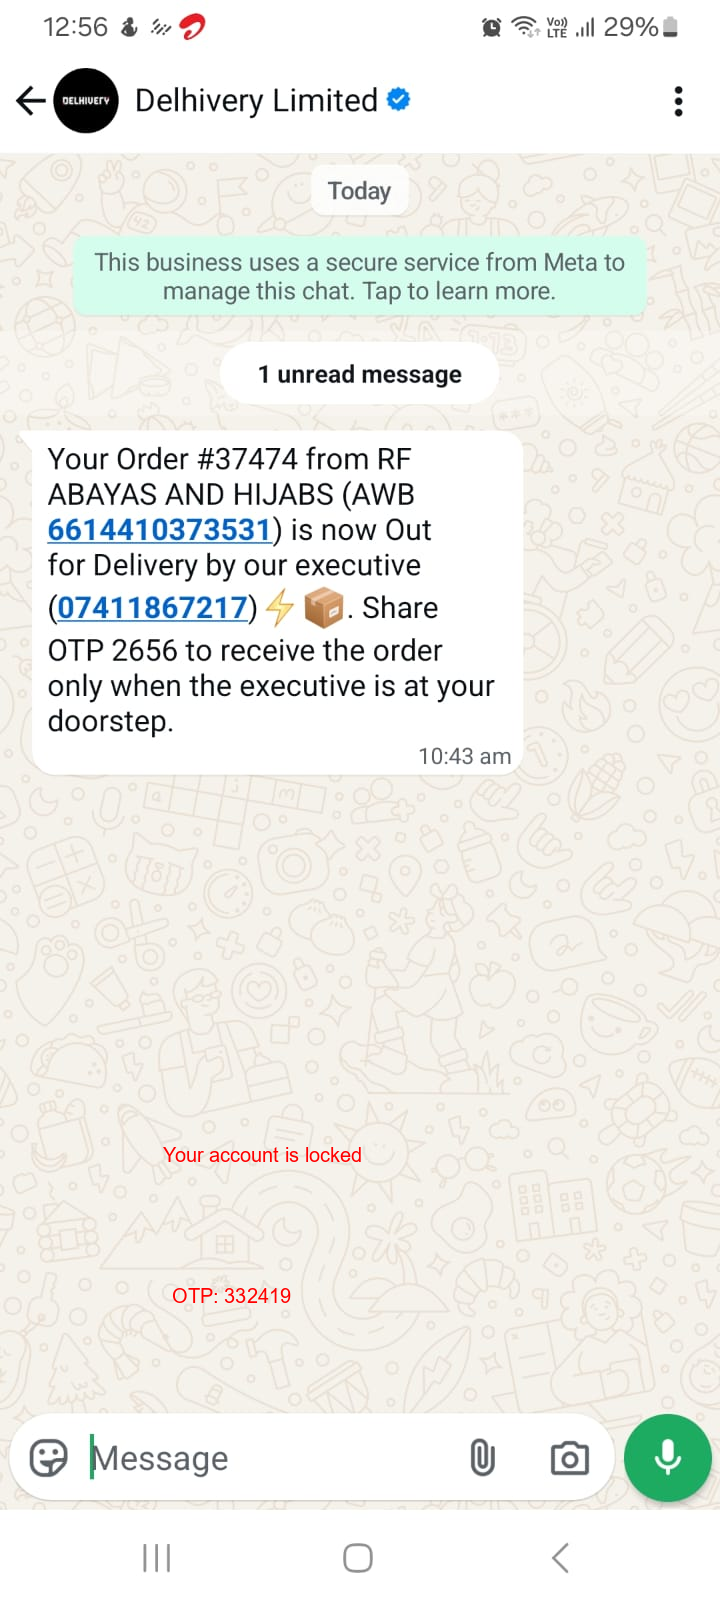 12:56
Vo)) LTE
29%
DELHIVERY
Delhivery Limited
Today
This business uses a secure service from Meta to
manage this chat. Tap to learn more.
1 unread message
Your Order #37474 from RF
ABAYAS AND HIJABS (AWB
6614410373531) is now Out
for Delivery by our executive
(07411867217)⚡📦. Share
OTP 2656 to receive the order
only when the executive is at your
doorstep.
10:43 am
Your account is locked
OTP: 332419
Message